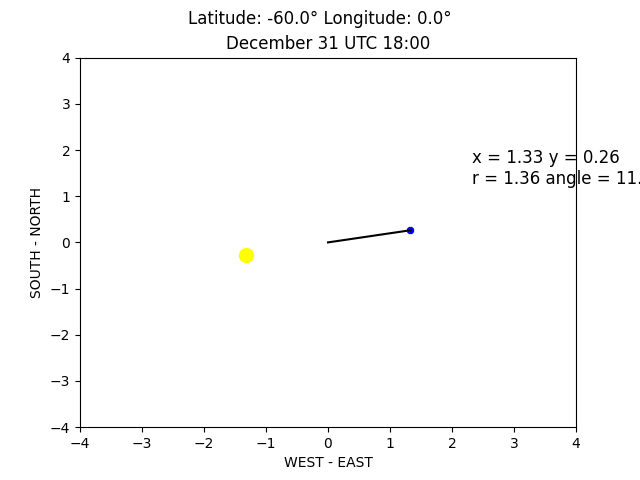 Latitude: -60.0° Longitude: 0.0°
December 31 UTC 18:00
4
3
2
1
0
−1
−2
−3
−4
SOUTH - NORTH
x = 1.33 y = 0.26
r = 1.36 angle = 11.
−4 −3 −2 −1 0 1 2 3 4
WEST - EAST